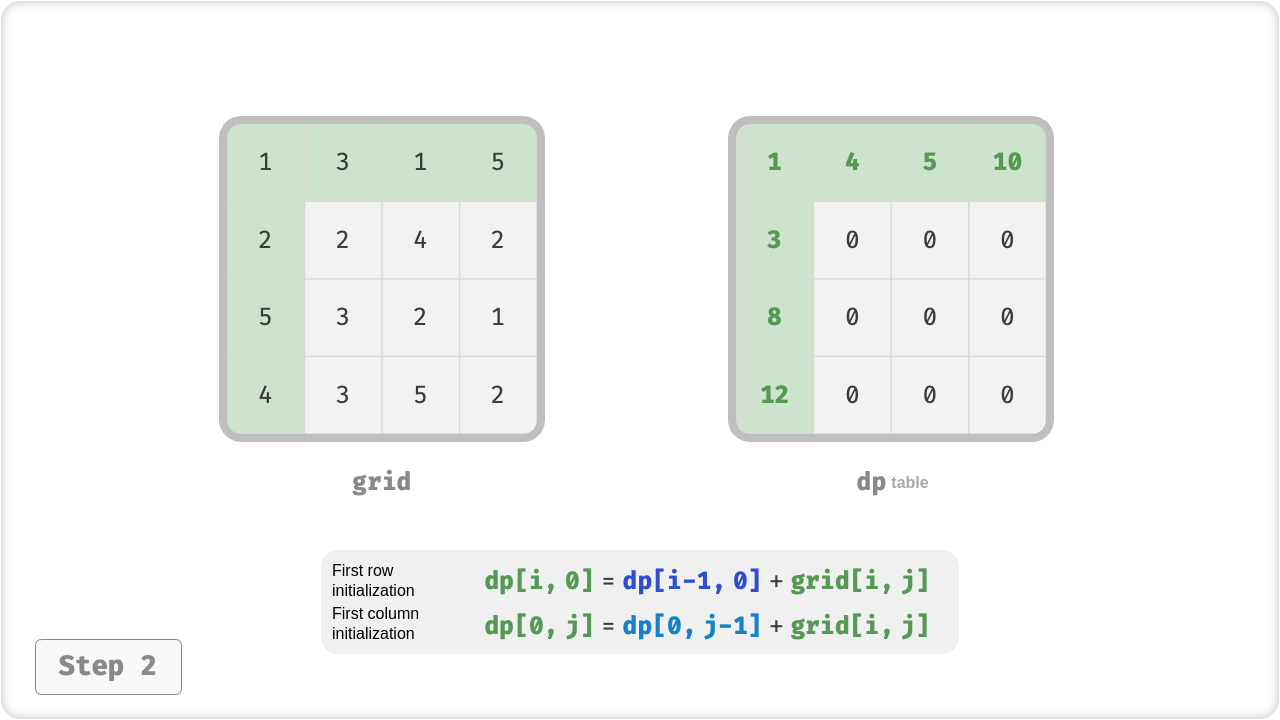 1 3 1 5 1 4 5 10
2 2 4 2 3 0 0 0
5 3 2 1 8 0 0 0
4 3 5 2 12 0 0 0
grid dp table
First row
initialization
dp[i, 0] = dp[i-1, 0] + grid[i, j]
First column
initialization
dp[0, j] = dp[0, j-1] + grid[i, j]
Step 2